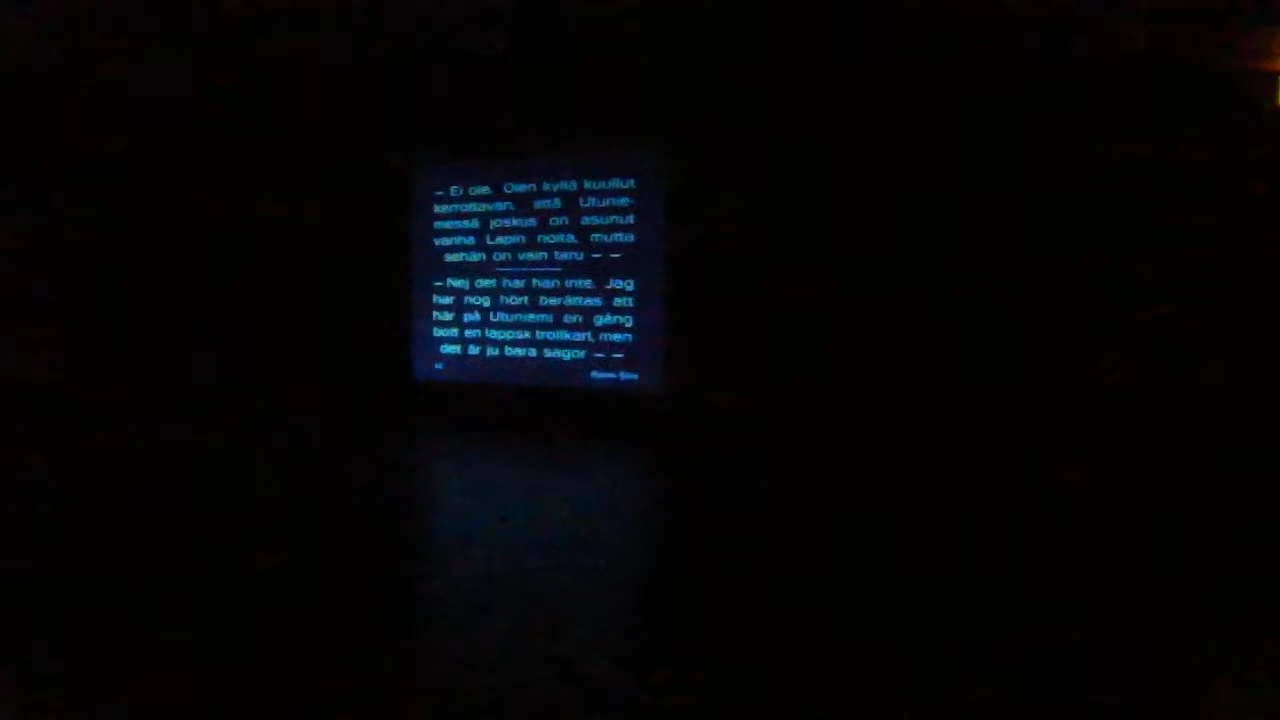 – Ei ole. Olen kyllä kuullut
kerrottavan, että Utunie-
messä joskus on asunut
vanha Lapin noita, mutta
sehän on vain taru – –
– Nej det har han inte. Jag
har nog hört berättas att
här på Utuniemi en gång
bott en lappsk trollkarl, men
det är ju bara sagor – –